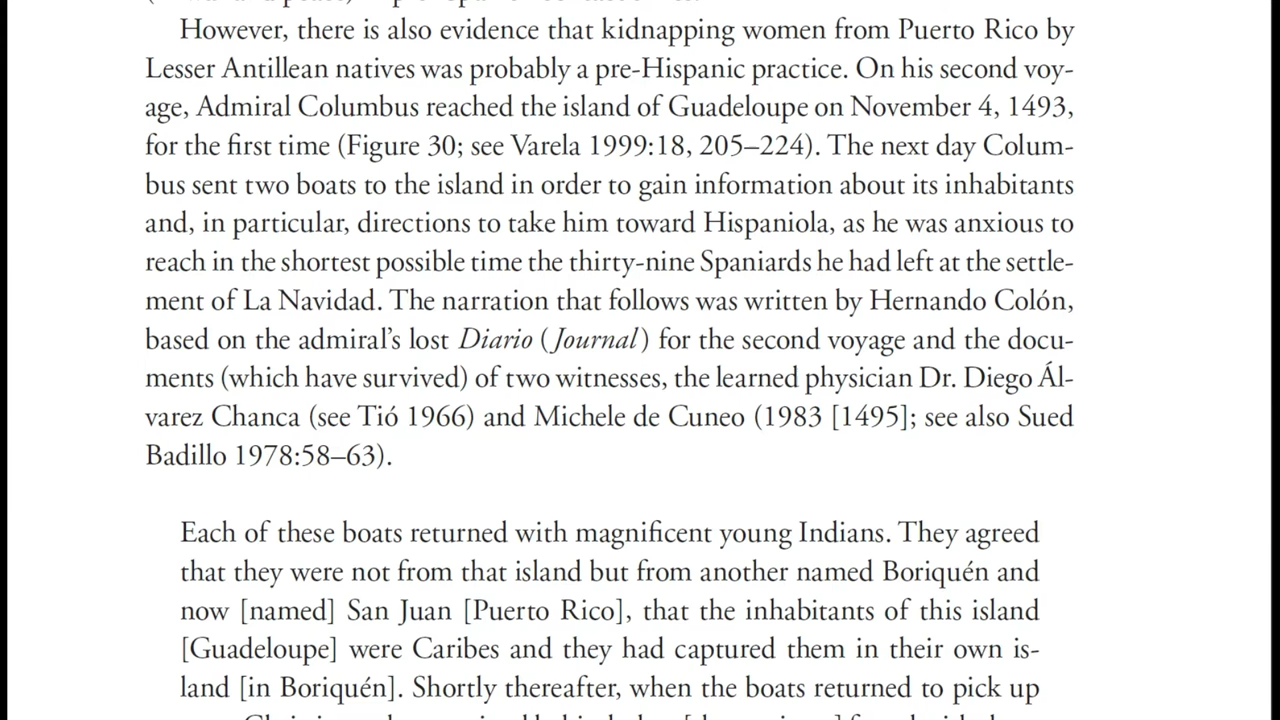 However, there is also evidence that kidnapping women from Puerto Rico by
Lesser Antillean natives was probably a pre-Hispanic practice. On his second voy-
age, Admiral Columbus reached the island of Guadeloupe on November 4, 1493,
for the first time (Figure 30; see Varela 1999:18, 205–224). The next day Colum-
bus sent two boats to the island in order to gain information about its inhabitants
and, in particular, directions to take him toward Hispaniola, as he was anxious to
reach in the shortest possible time the thirty-nine Spaniards he had left at the settle-
ment of La Navidad. The narration that follows was written by Hernando Colón,
based on the admiral’s lost Diario (Journal) for the second voyage and the docu-
ments (which have survived) of two witnesses, the learned physician Dr. Diego Ál-
varez Chanca (see Tió 1966) and Michele de Cuneo (1983 [1495]; see also Sued
Badillo 1978:58–63).
Each of these boats returned with magnificent young Indians. They agreed
that they were not from that island but from another named Boriquén and
now [named] San Juan [Puerto Rico], that the inhabitants of this island
[Guadeloupe] were Caribes and they had captured them in their own is-
land [in Boriquén]. Shortly thereafter, when the boats returned to pick up